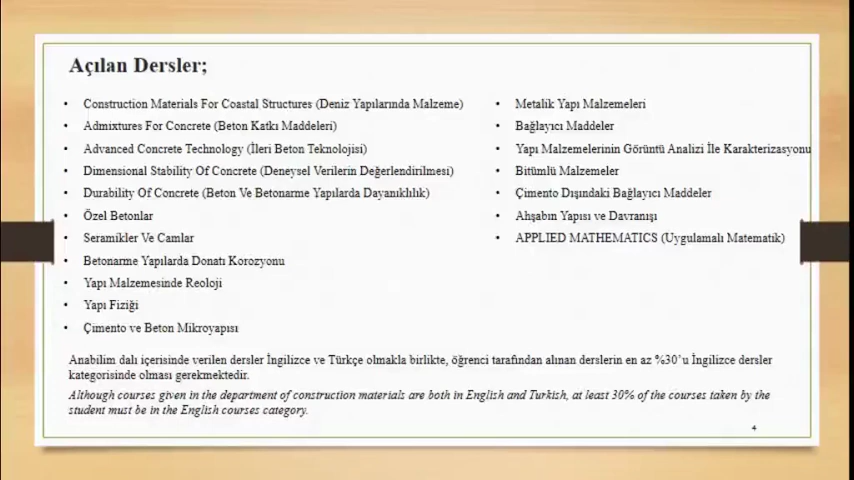 Açılan Dersler;
• Construction Materials For Coastal Structures (Deniz Yapılarında Malzeme)
• Admixtures For Concrete (Beton Katkı Maddeleri)
• Advanced Concrete Technology (İleri Beton Teknolojisi)
• Dimensional Stability Of Concrete (Deneysel Verilerin Değerlendirilmesi)
• Durability Of Concrete (Beton Ve Betonarme Yapılarda Dayanıklılık)
• Özel Betonlar
• Seramikler Ve Camlar
• Betonarme Yapılarda Donatı Korozyonu
• Yapı Malzemesinde Reoloji
• Yapı Fiziği
• Çimento ve Beton Mikroyapısı
• Metalik Yapı Malzemeleri
• Bağlayıcı Maddeler
• Yapı Malzemelerinin Görüntü Analizi İle Karakterizasyonu
• Bitümlü Malzemeler
• Çimento Dışındaki Bağlayıcı Maddeler
• Ahşabın Yapısı ve Davranışı
• APPLIED MATHEMATICS (Uygulamalı Matematik)
Anabilim dalı içerisinde verilen dersler İngilizce ve Türkçe olmakla birlikte, öğrenci tarafından alınan derslerin en az %30'u İngilizce dersler
kategorisinde olması gerekmektedir.
Although courses given in the department of construction materials are both in English and Turkish, at least 30% of the courses taken by the
student must be in the English courses category.
4